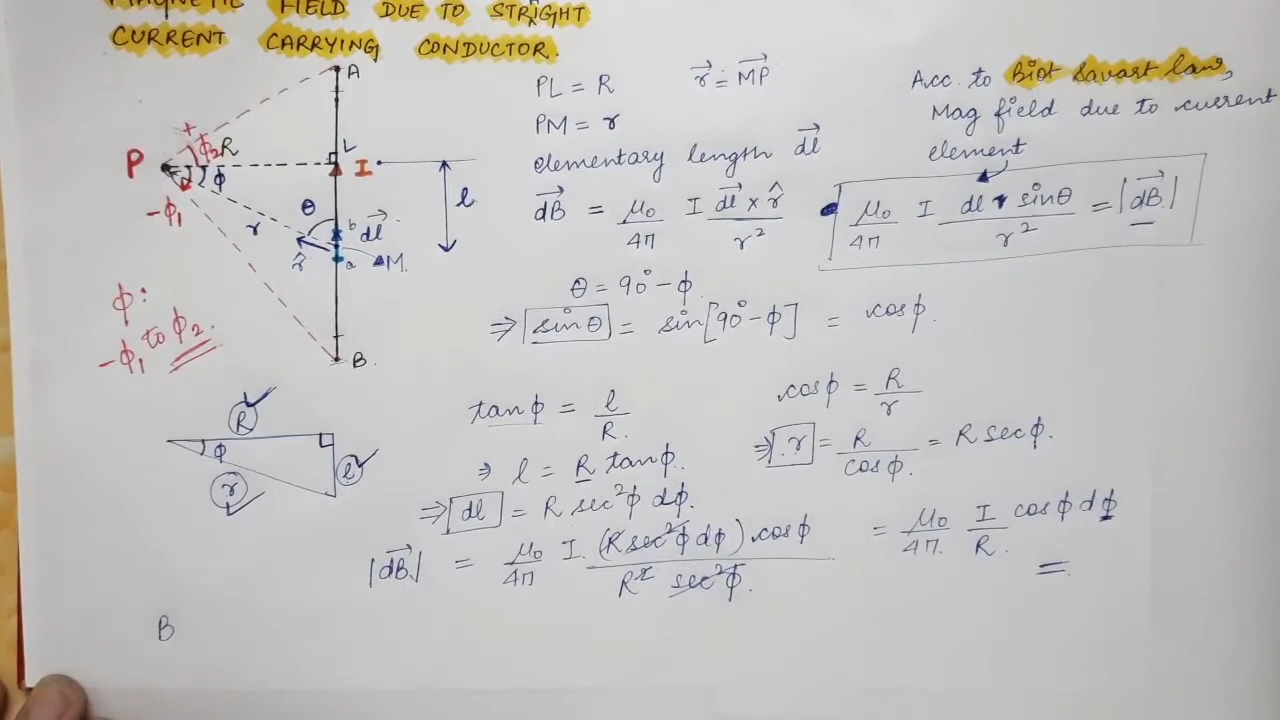 MAGNETIC FIELD DUE TO STRIGHT
CURRENT CARRYING CONDUCTOR.
A
+
ϕ₂
R
L
P
I
ϕ
-ϕ₁
θ
r
b
dl⃗
l
r̂
a
M.
B.
ϕ:
-ϕ₁ to ϕ₂.
R
ϕ
r
l
PL = R
r⃗ = MP⃗
PM = r
elementary length dl⃗
dB⃗ = μ₀/4π I dl⃗ × r̂ / r²
Acc. to Biot Savart law,
Mag field due to current
element
μ₀/4π I dl sinθ / r² = |dB⃗|
θ = 90° - ϕ.
⇒ sinθ = sin[90° - ϕ] = cosϕ.
tanϕ = l/R.
⇒ l = R tanϕ.
⇒ dl = R sec²ϕ dϕ.
cosϕ = R/r
⇒ r = R/cosϕ. = R secϕ.
|dB⃗| = μ₀/4π I. (R sec²ϕ dϕ) cosϕ / R² sec²ϕ. = μ₀/4π. I/R. cosϕ dϕ
B